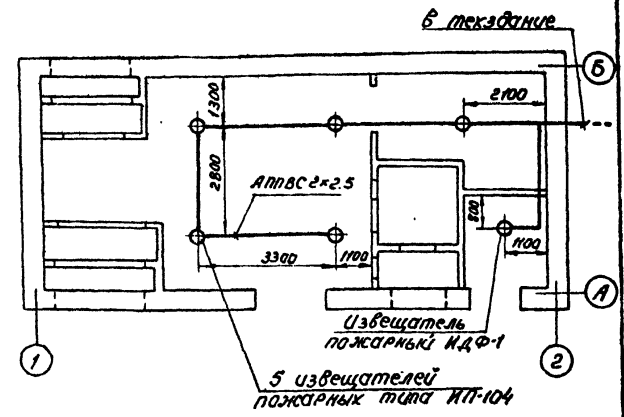 В техздание
Б
2100
1300
2800
АППВС 2×2.5
800
1100
3300
1100
А
Извещатель
пожарный ИДФ-1
1
2
5 извещателей
пожарных типа ИП-104